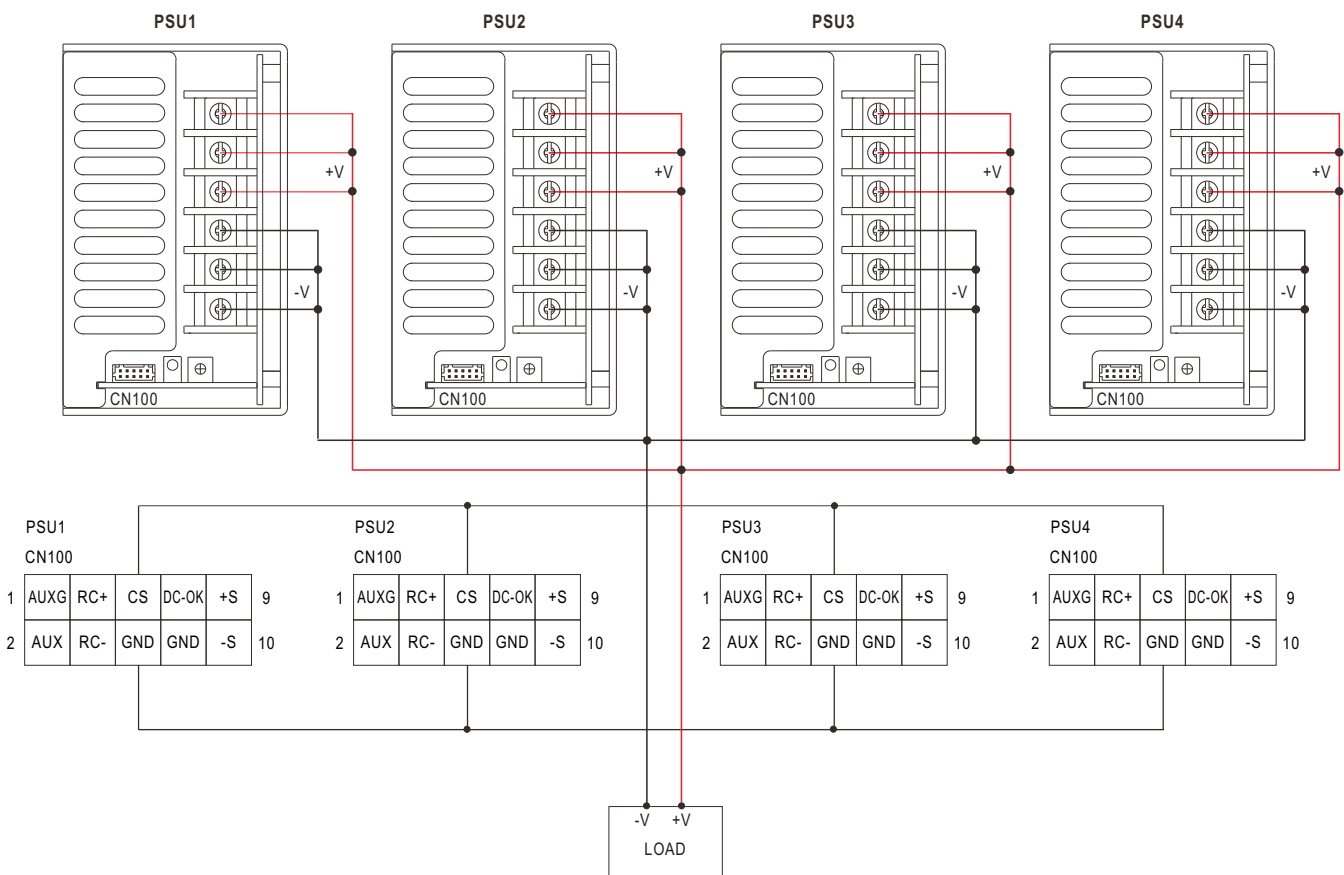 PSU1 PSU2 PSU3 PSU4
+V +V +V +V
-V -V -V -V
CN100 CN100 CN100 CN100
PSU1 PSU2 PSU3 PSU4
CN100 CN100 CN100 CN100
1 AUXG RC+ CS DC-OK +S 9 1 AUXG RC+ CS DC-OK +S 9 1 AUXG RC+ CS DC-OK +S 9 1 AUXG RC+ CS DC-OK +S 9
2 AUX RC- GND GND -S 10 2 AUX RC- GND GND -S 10 2 AUX RC- GND GND -S 10 2 AUX RC- GND GND -S 10
-V +V
LOAD